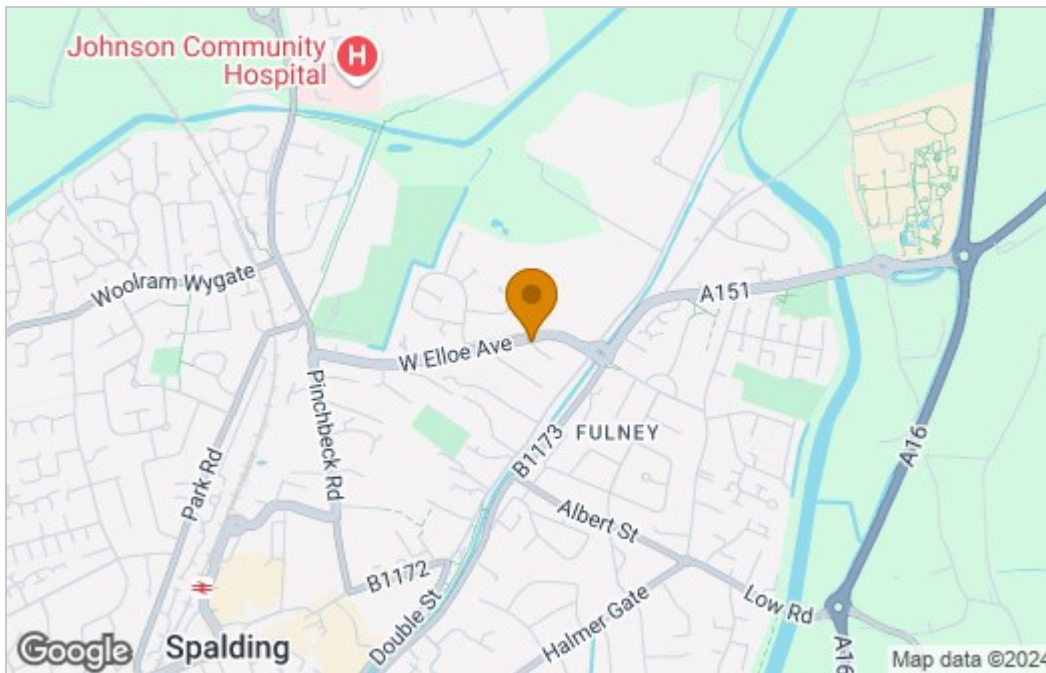 Johnson Community
Hospital
H
Woolram Wygate
A151
W Elloe Ave
Pinchbeck Rd
Park Rd
FULNEY
B1173
A16
Albert St
B1172
Double St
Halmer Gate
Low Rd
A16
Spalding
Google
Map data ©2024